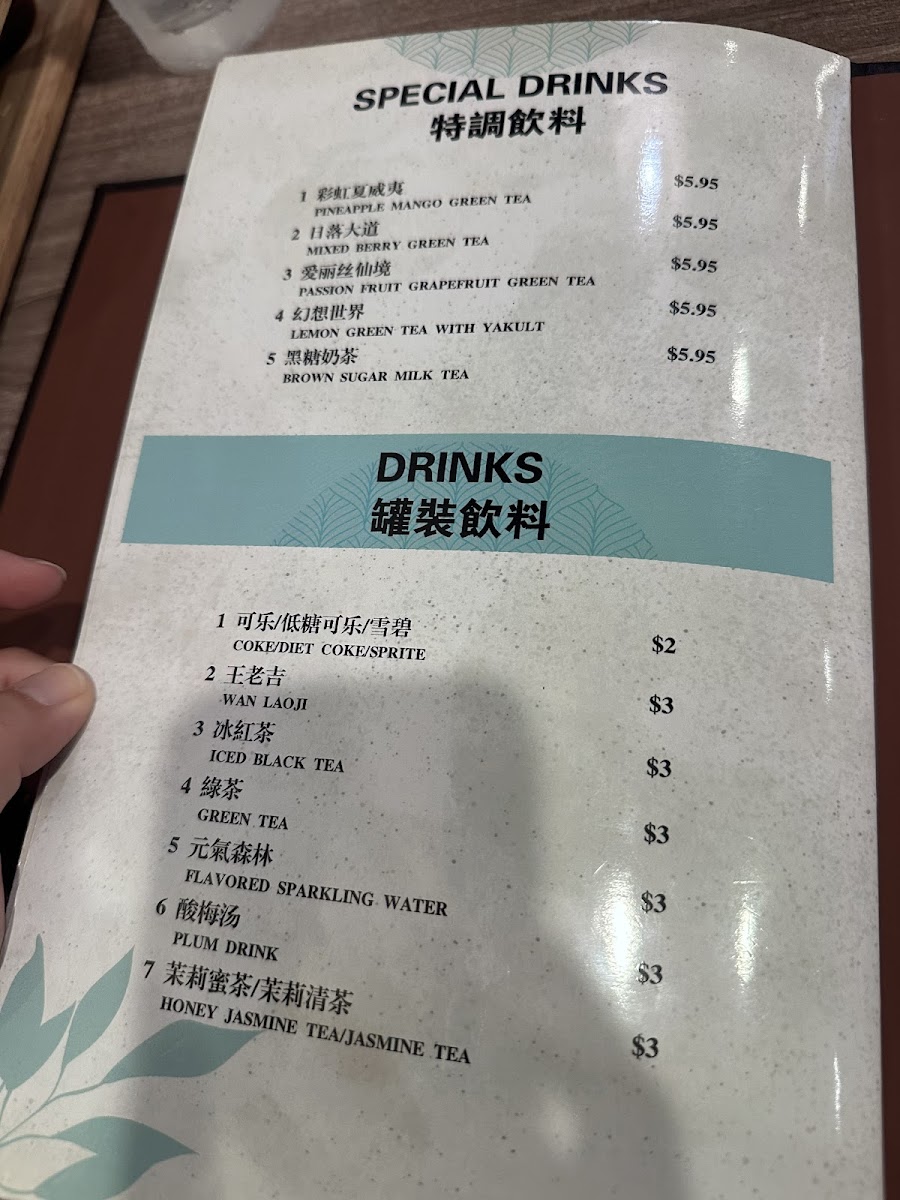 SPECIAL DRINKS
特調飲料
1 彩虹夏威夷 $5.95
PINEAPPLE MANGO GREEN TEA
2 日落大道 $5.95
MIXED BERRY GREEN TEA
3 爱丽丝仙境 $5.95
PASSION FRUIT GRAPEFRUIT GREEN TEA
4 幻想世界 $5.95
LEMON GREEN TEA WITH YAKULT
5 黑糖奶茶 $5.95
BROWN SUGAR MILK TEA
DRINKS
罐裝飲料
1 可乐/低糖可乐/雪碧 $2
COKE/DIET COKE/SPRITE
2 王老吉 $3
WAN LAOJI
3 冰紅茶 $3
ICED BLACK TEA
4 綠茶 $3
GREEN TEA
5 元氣森林 $3
FLAVORED SPARKLING WATER
6 酸梅汤 $3
PLUM DRINK
7 茉莉蜜茶/茉莉清茶 $3
HONEY JASMINE TEA/JASMINE TEA